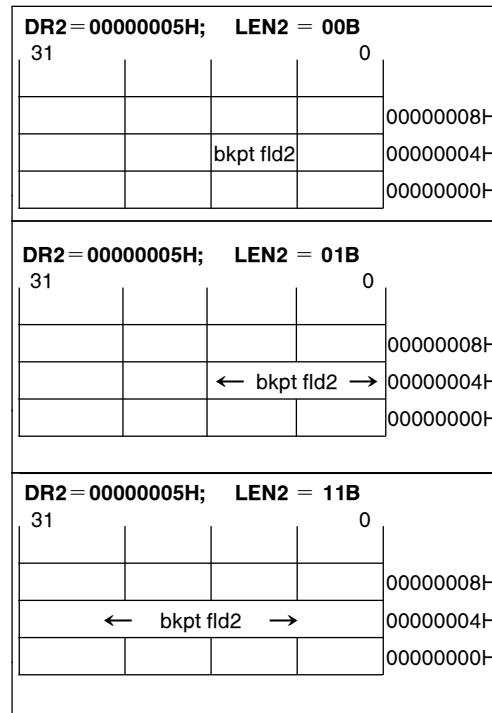 DR2=00000005H; LEN2 = 00B
31 0
00000008H
bkpt fld2 00000004H
00000000H
DR2=00000005H; LEN2 = 01B
31 0
00000008H
← bkpt fld2 → 00000004H
00000000H
DR2=00000005H; LEN2 = 11B
31 0
00000008H
← bkpt fld2 → 00000004H
00000000H